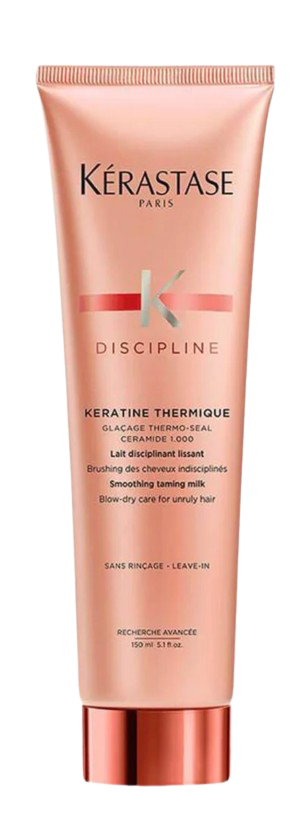 KÉRASTASE
PARIS
K
DISCIPLINE
KERATINE THERMIQUE
GLAÇAGE THERMO-SEAL
CERAMIDE 1.000
Lait disciplinant lissant
Brushing des cheveux indisciplinés
Smoothing taming milk
Blow-dry care for unruly hair
SANS RINÇAGE - LEAVE-IN
RECHERCHE AVANCÉE
150 ml 5.1 fl.oz.